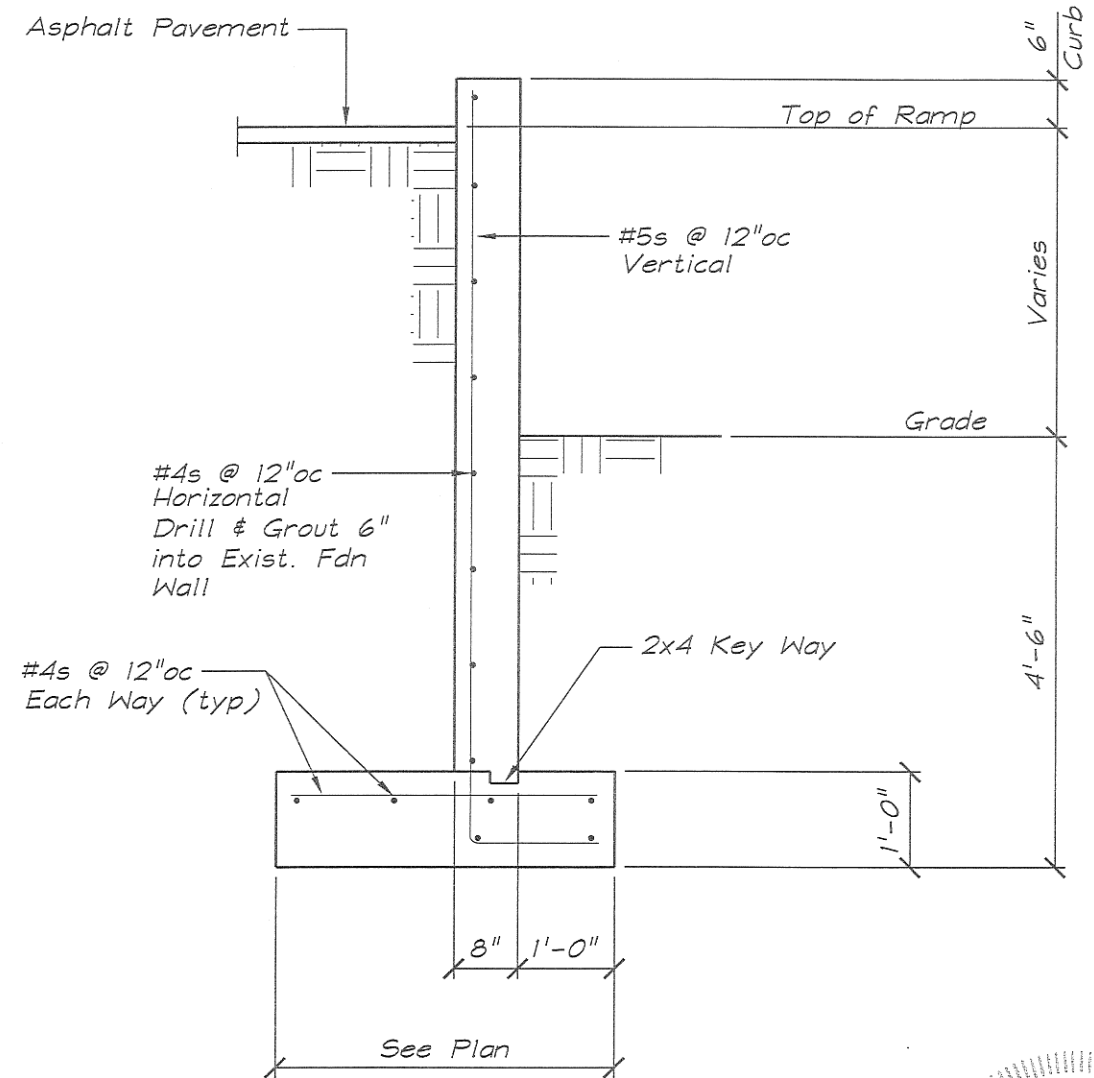 Asphalt Pavement
6"
Curb
Top of Ramp
#5s @ 12"oc
Vertical
Varies
Grade
#4s @ 12"oc
Horizontal
Drill & Grout 6"
into Exist. Fdn
Wall
2x4 Key Way
#4s @ 12"oc
Each Way (typ)
4'-6"
1'-0"
8"
1'-0"
See Plan